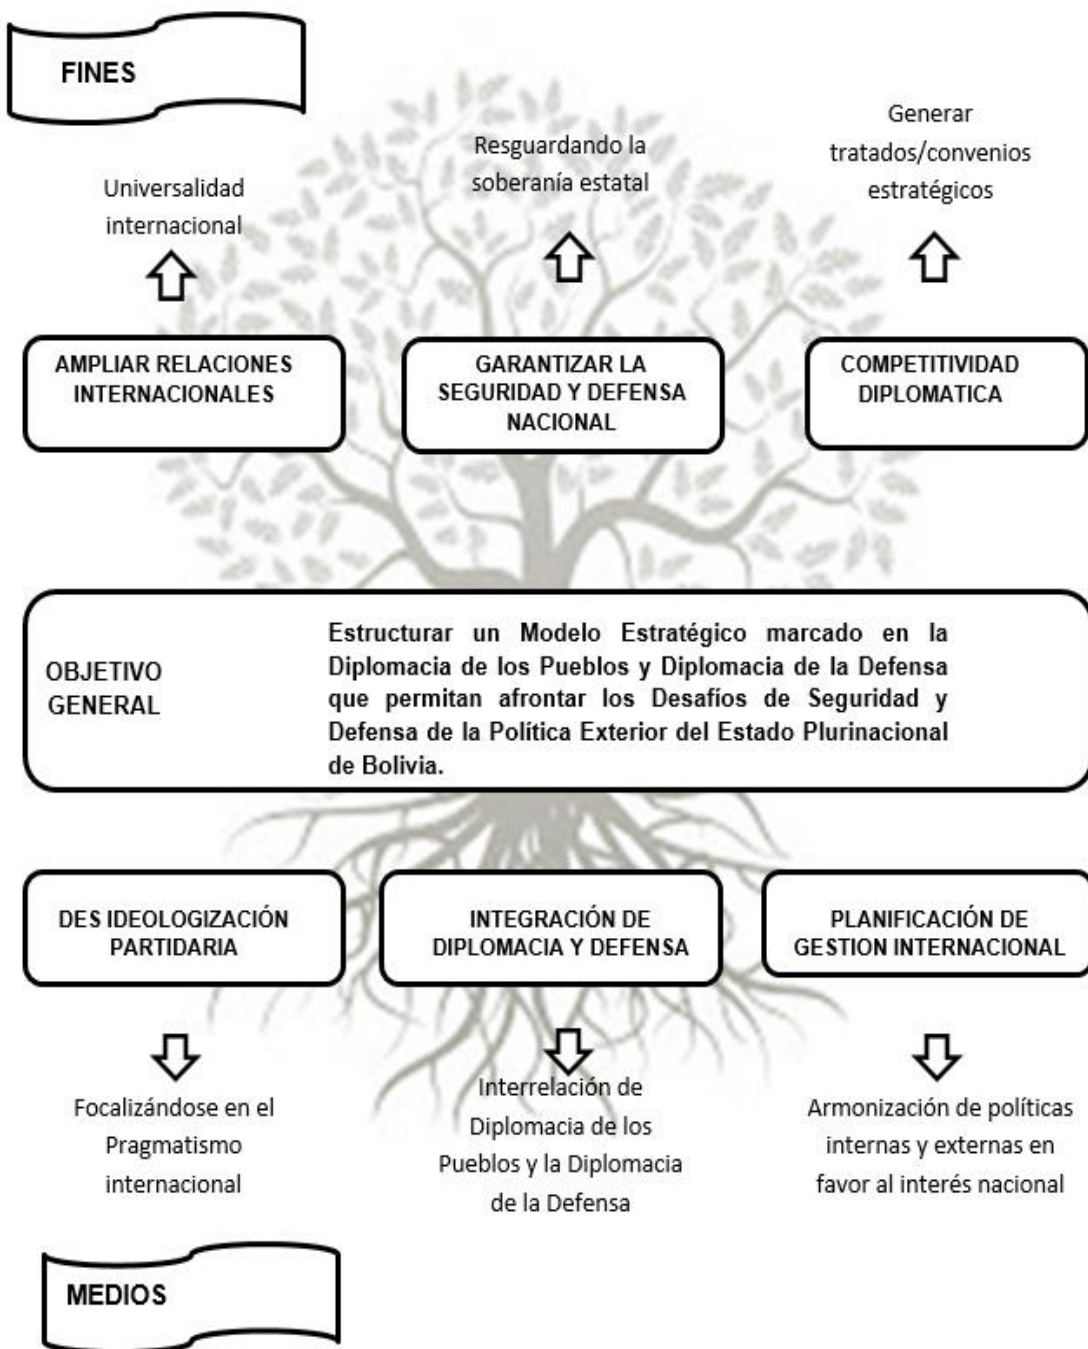 FINES
Universalidad
internacional
Resguardando la
soberanía estatal
Generar
tratados/convenios
estratégicos
AMPLIAR RELACIONES
INTERNACIONALES
GARANTIZAR LA
SEGURIDAD Y DEFENSA
NACIONAL
COMPETITIVIDAD
DIPLOMATICA
OBJETIVO
GENERAL
Estructurar un Modelo Estratégico marcado en la
Diplomacia de los Pueblos y Diplomacia de la Defensa
que permitan afrontar los Desafíos de Seguridad y
Defensa de la Política Exterior del Estado Plurinacional
de Bolivia.
DES IDEOLOGIZACIÓN
PARTIDARIA
INTEGRACIÓN DE
DIPLOMACIA Y DEFENSA
PLANIFICACIÓN DE
GESTION INTERNACIONAL
Focalizándose en el
Pragmatismo
internacional
Interrelación de
Diplomacia de los
Pueblos y la Diplomacia
de la Defensa
Armonización de políticas
internas y externas en
favor al interés nacional
MEDIOS